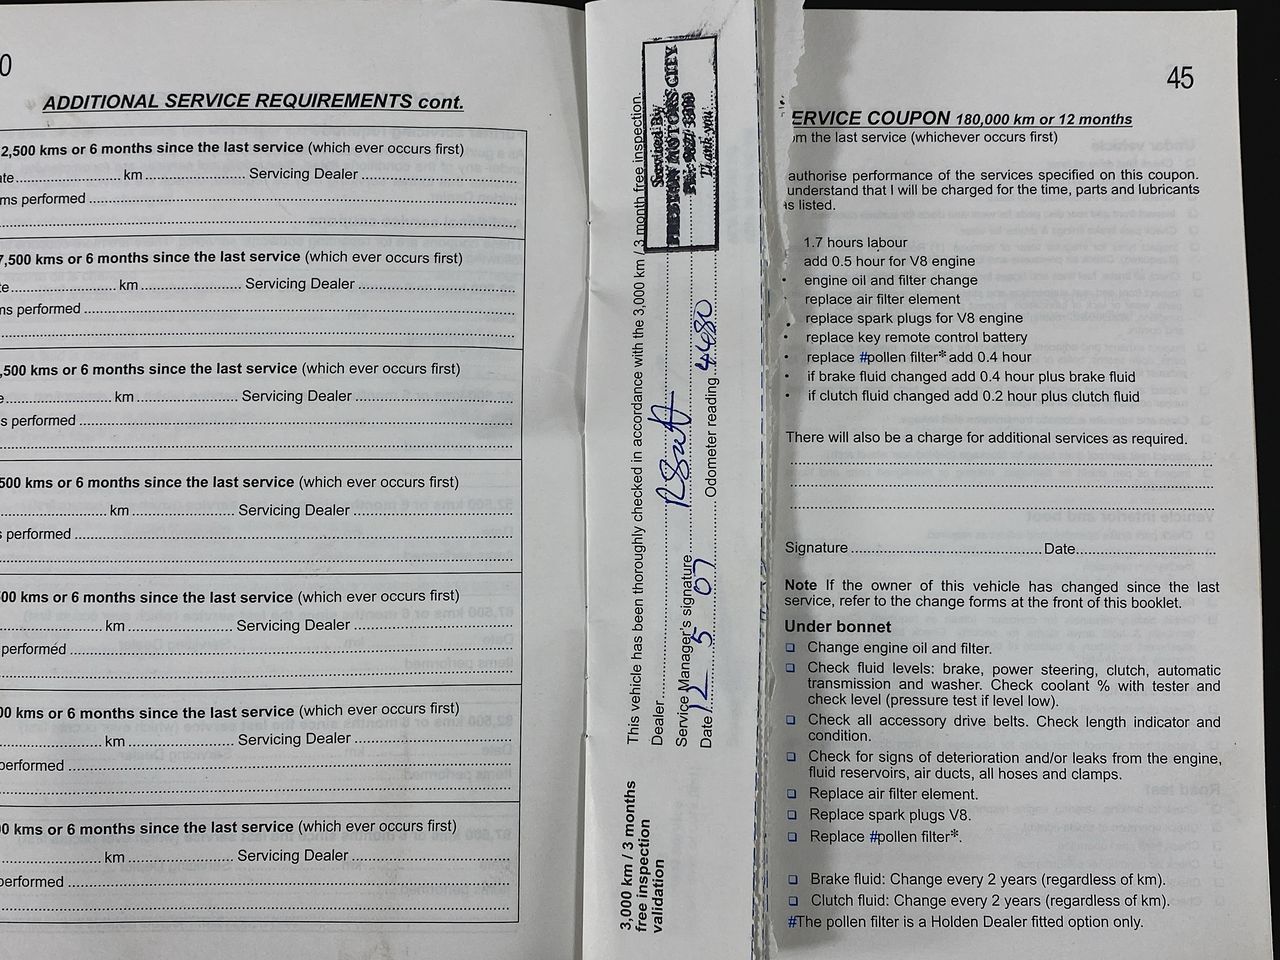 0
ADDITIONAL SERVICE REQUIREMENTS cont.
2,500 kms or 6 months since the last service (which ever occurs first)
ate km Servicing Dealer
ms performed
7,500 kms or 6 months since the last service (which ever occurs first)
e km Servicing Dealer
ns performed
,500 kms or 6 months since the last service (which ever occurs first)
e km Servicing Dealer
s performed
500 kms or 6 months since the last service (which ever occurs first)
km Servicing Dealer
s performed
00 kms or 6 months since the last service (which ever occurs first)
km Servicing Dealer
performed
00 kms or 6 months since the last service (which ever occurs first)
km Servicing Dealer
performed
0 kms or 6 months since the last service (which ever occurs first)
km Servicing Dealer
performed
3,000 km / 3 months
free inspection
validation
This vehicle has been thoroughly checked in accordance with the 3,000 km / 3 month free inspection.
Dealer
Service Manager's signature
Date 12 5 07 Odometer reading 4480
Serviced By
PRESTON MOTORS CITY
Thank you
45
ERVICE COUPON 180,000 km or 12 months
om the last service (whichever occurs first)
authorise performance of the services specified on this coupon.
understand that I will be charged for the time, parts and lubricants
as listed.
1.7 hours labour
add 0.5 hour for V8 engine
• engine oil and filter change
replace air filter element
• replace spark plugs for V8 engine
• replace key remote control battery
• replace #pollen filter* add 0.4 hour
• if brake fluid changed add 0.4 hour plus brake fluid
• if clutch fluid changed add 0.2 hour plus clutch fluid
There will also be a charge for additional services as required.
Signature Date
Note If the owner of this vehicle has changed since the last
service, refer to the change forms at the front of this booklet.
Under bonnet
❏ Change engine oil and filter.
❏ Check fluid levels: brake, power steering, clutch, automatic
transmission and washer. Check coolant % with tester and
check level (pressure test if level low).
❏ Check all accessory drive belts. Check length indicator and
condition.
❏ Check for signs of deterioration and/or leaks from the engine,
fluid reservoirs, air ducts, all hoses and clamps.
❏ Replace air filter element.
❏ Replace spark plugs V8.
❏ Replace #pollen filter*.
❏ Brake fluid: Change every 2 years (regardless of km).
❏ Clutch fluid: Change every 2 years (regardless of km).
#The pollen filter is a Holden Dealer fitted option only.